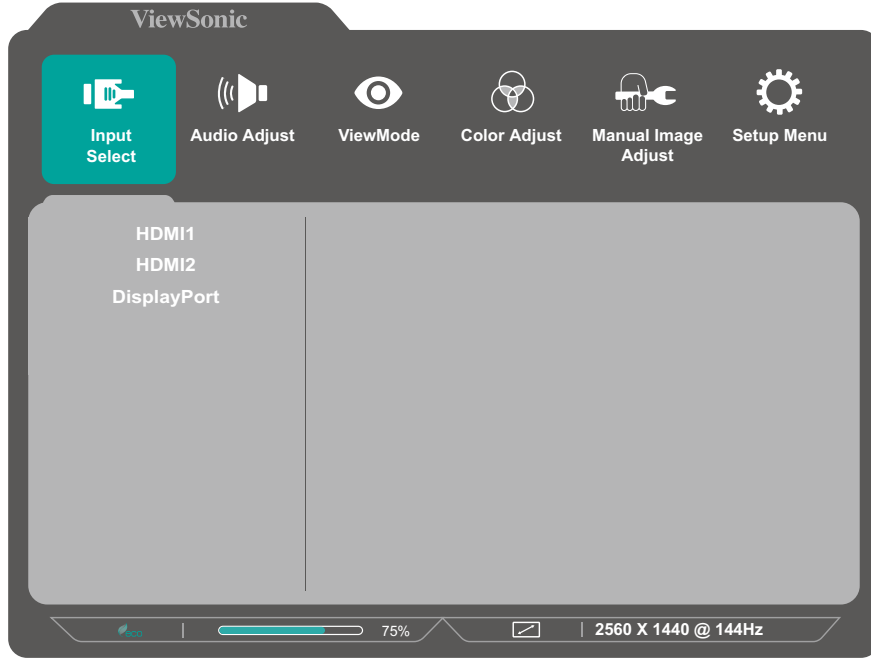 ViewSonic
Input
Select
Audio Adjust
ViewMode
Color Adjust
Manual Image
Adjust
Setup Menu
HDMI1
HDMI2
DisplayPort
eco
75%
2560 X 1440 @ 144Hz